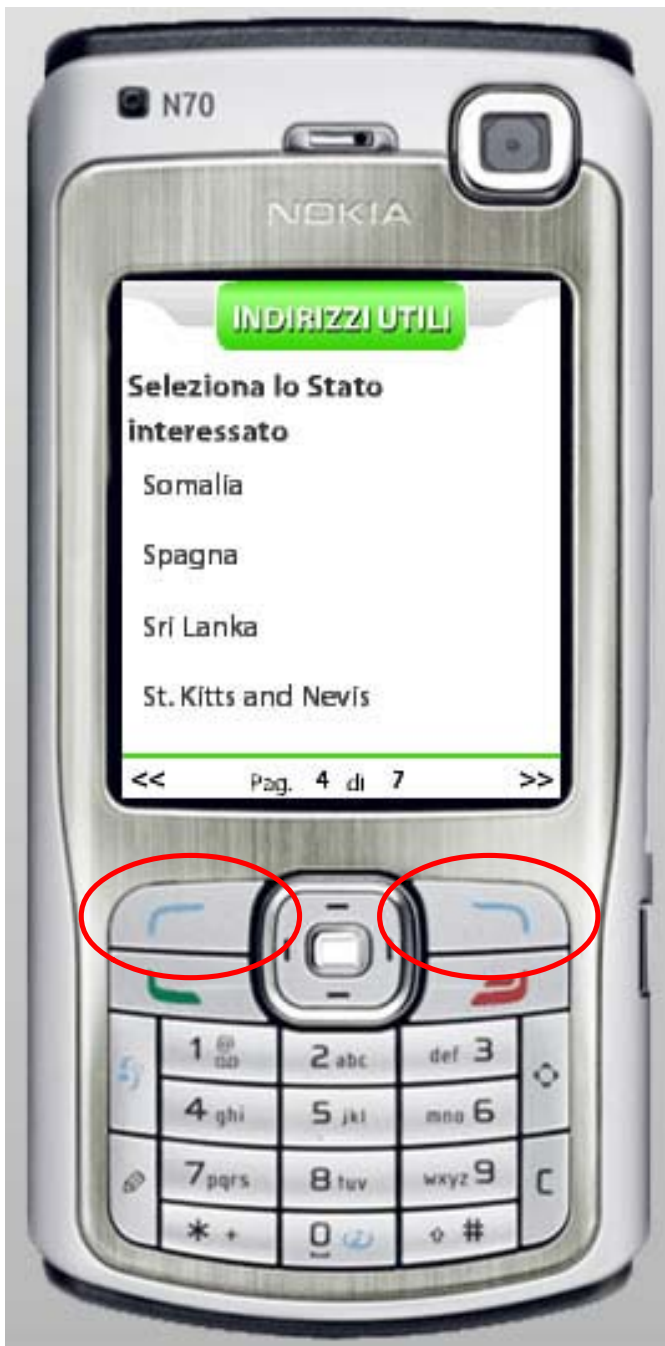 N70
NOKIA
INDIRIZZI UTILI
Seleziona lo Stato
interessato
Somalia
Spagna
Sri Lanka
St. Kitts and Nevis
<< Pag. 4 di 7 >>
1 @
2 abc
def 3
4 ghi
5 jkl
mno 6
7 pqrs
8 tuv
wxyz 9
C
* +
0
#